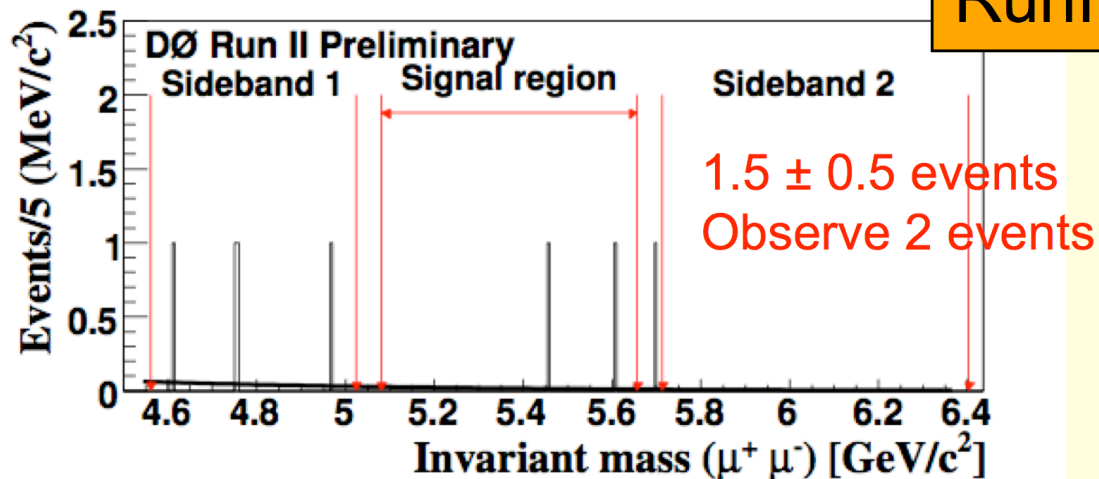 DØ Run II Preliminary
Sideband 1
Signal region
Sideband 2
1.5 ± 0.5 events
Observe 2 events
Events/5 (MeV/c²)
2.5
2
1.5
1
0.5
0
4.6 4.8 5 5.2 5.4 5.6 5.8 6 6.2 6.4
Invariant mass (μ⁺ μ⁻) [GeV/c²]